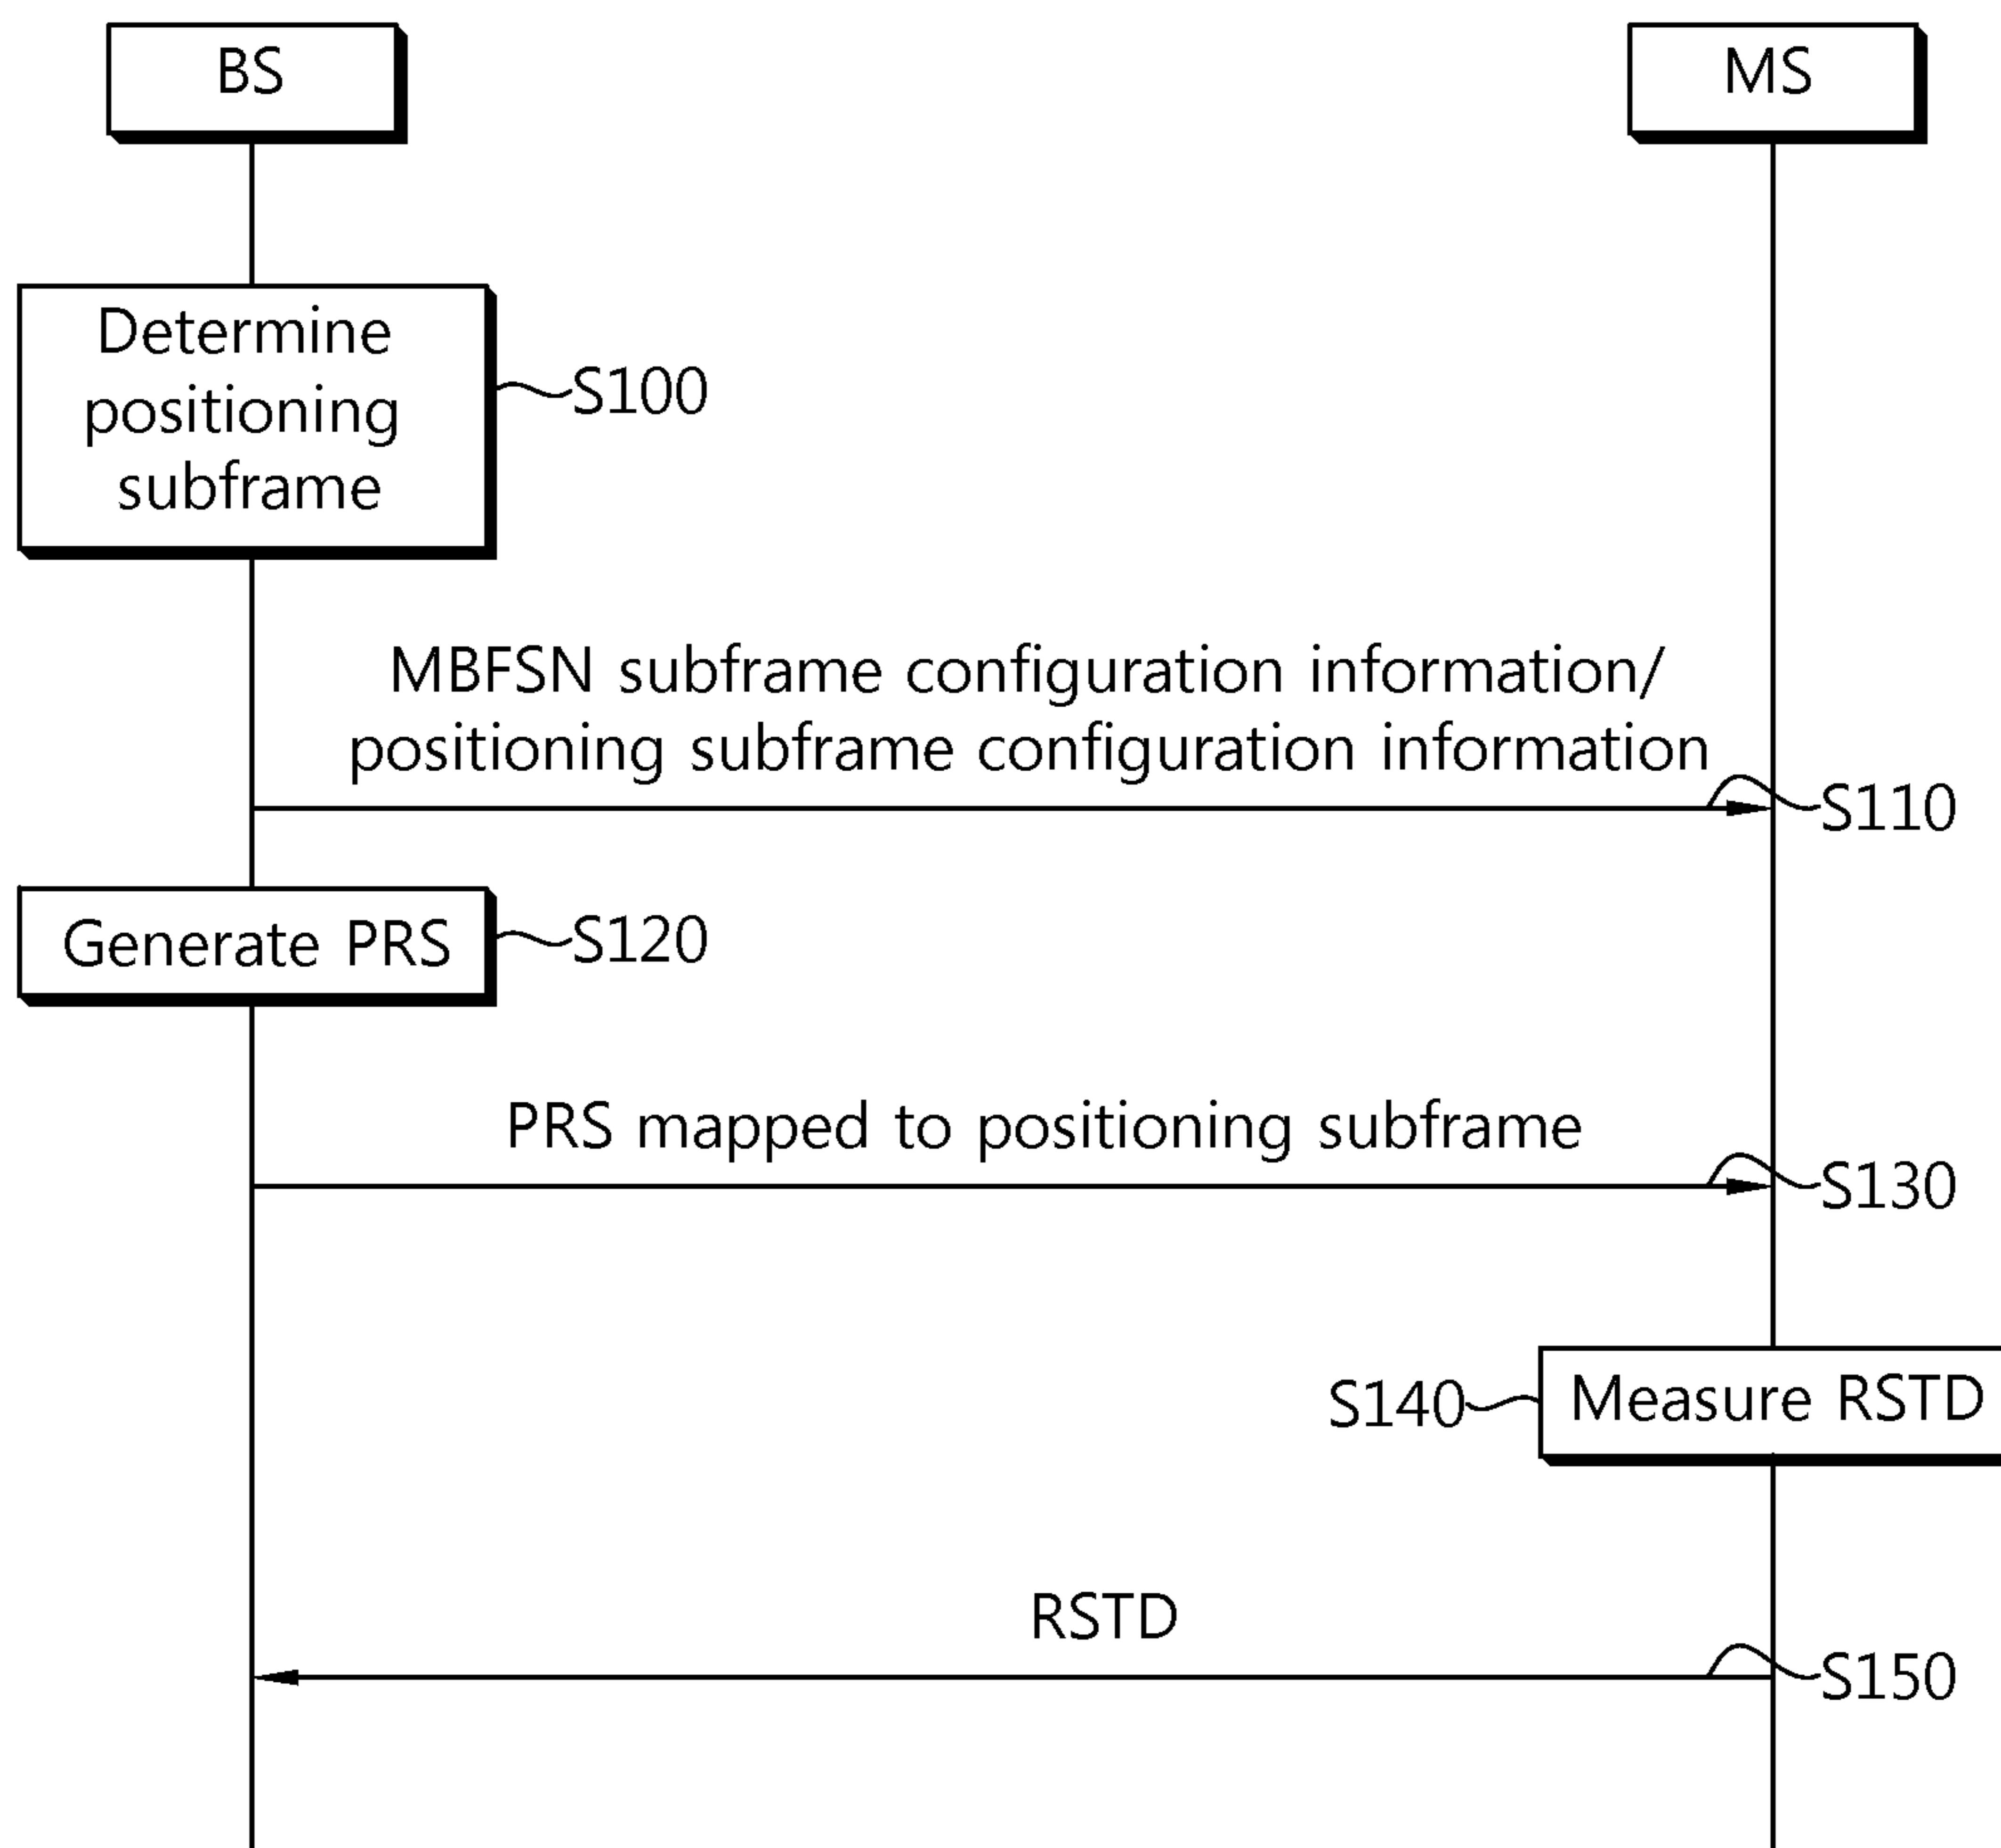 BS
MS
Determine
positioning
subframe
S100
MBFSN subframe configuration information/
positioning subframe configuration information
S110
Generate PRS
S120
PRS mapped to positioning subframe
S130
S140
Measure RSTD
RSTD
S150